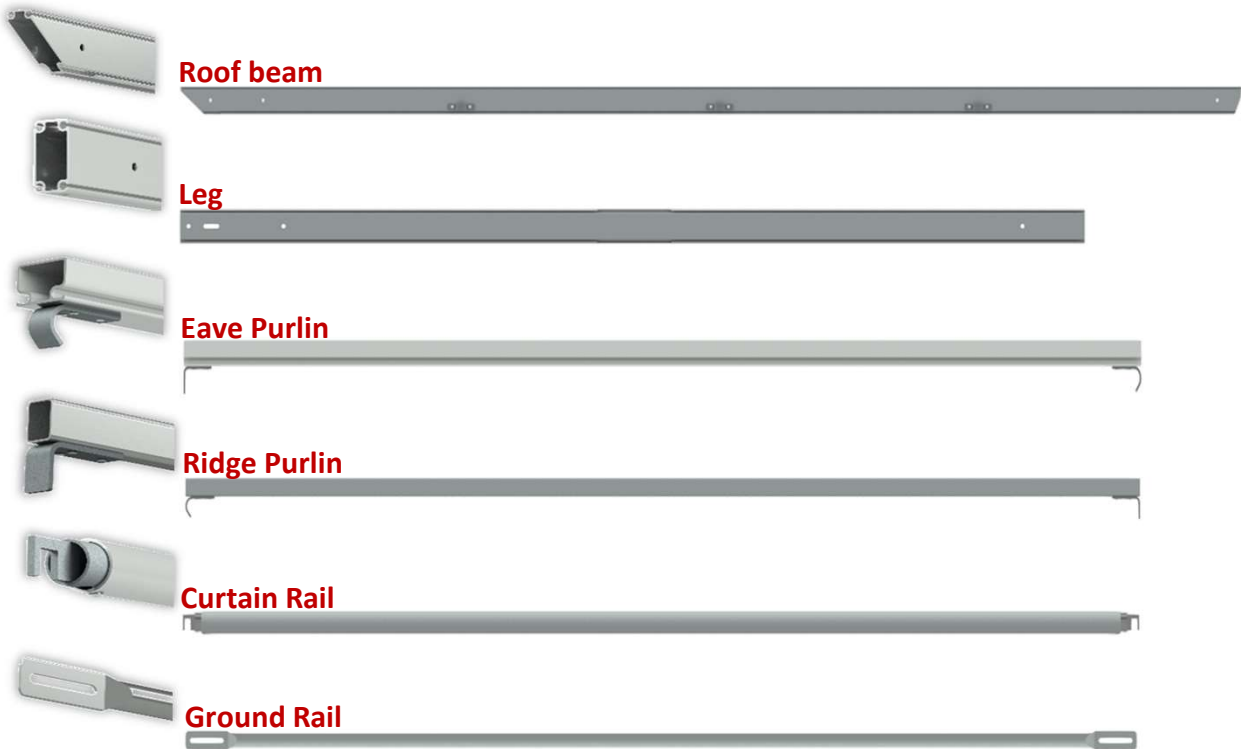 Roof beam
Leg
Eave Purlin
Ridge Purlin
Curtain Rail
Ground Rail